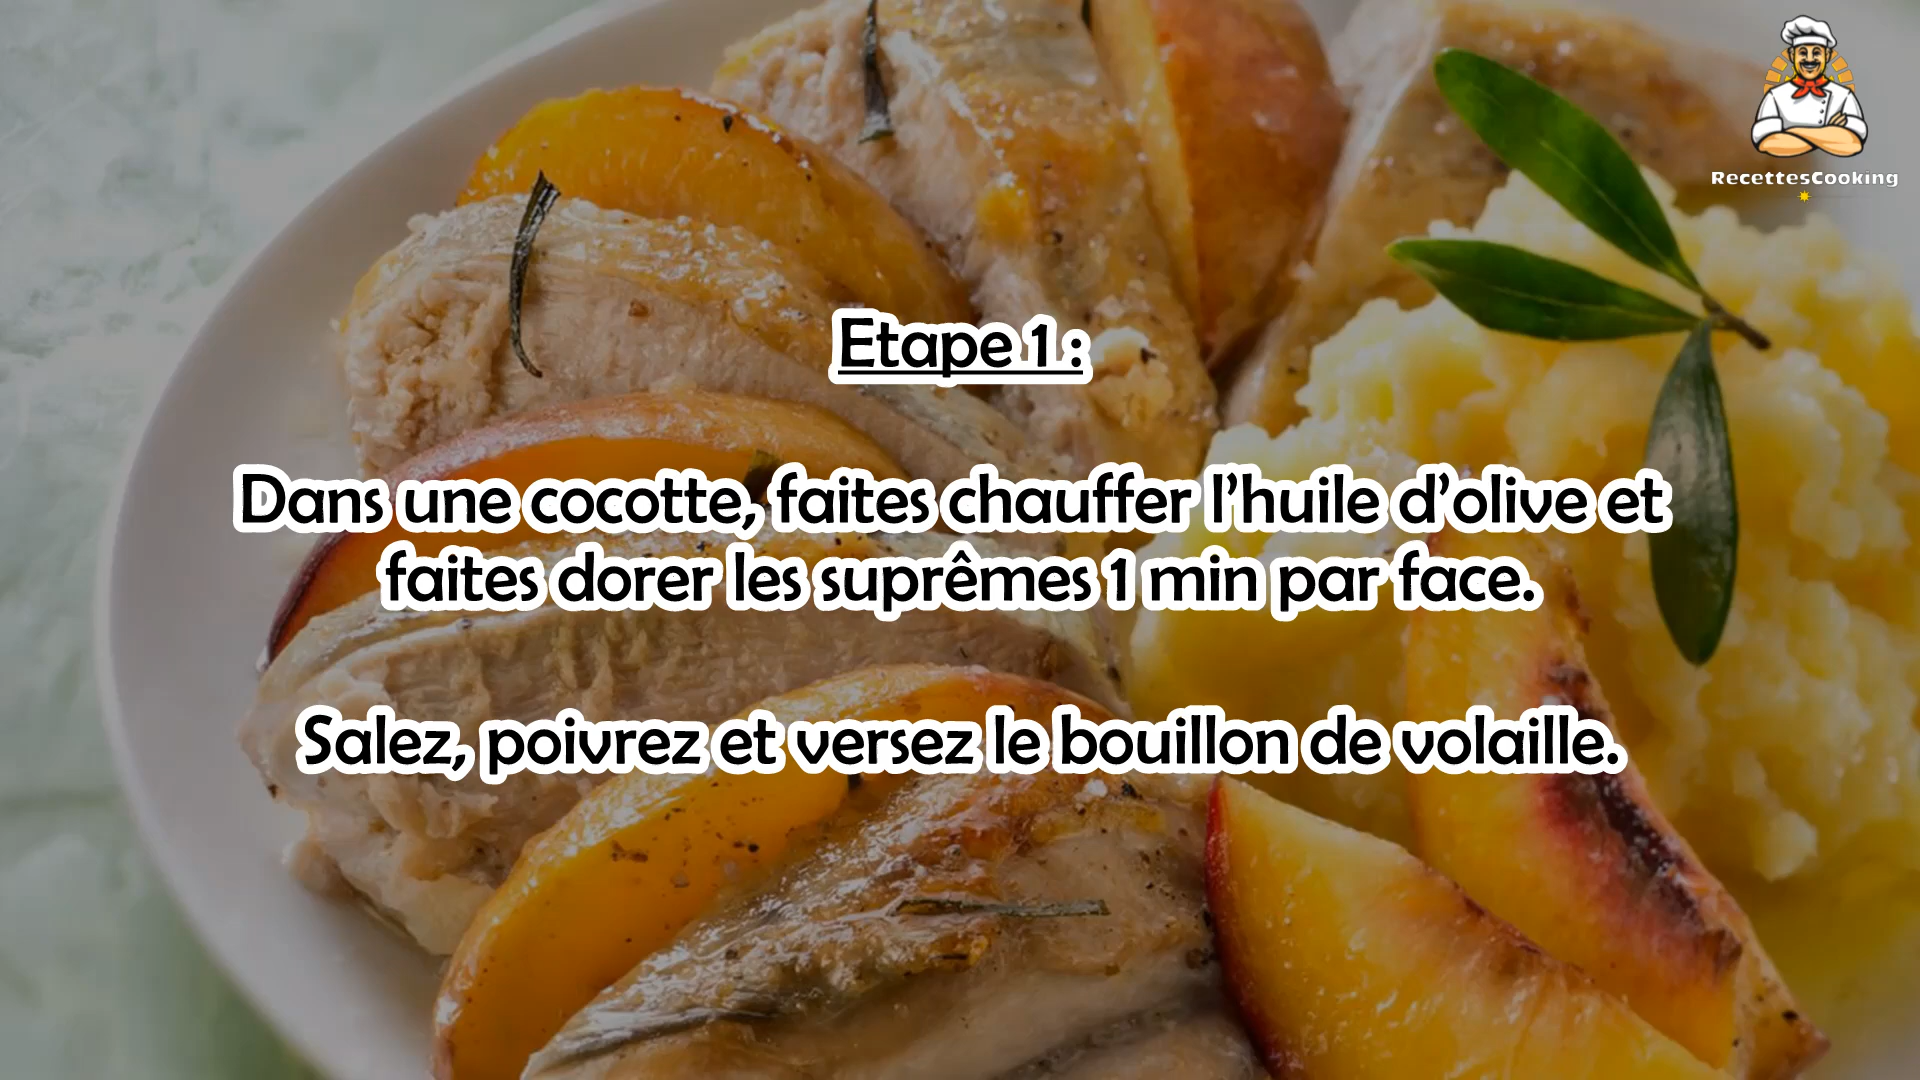 RecettesCooking
Etape 1 :
Dans une cocotte, faites chauffer l’huile d’olive et
faites dorer les suprêmes 1 min par face.
Salez, poivrez et versez le bouillon de volaille.